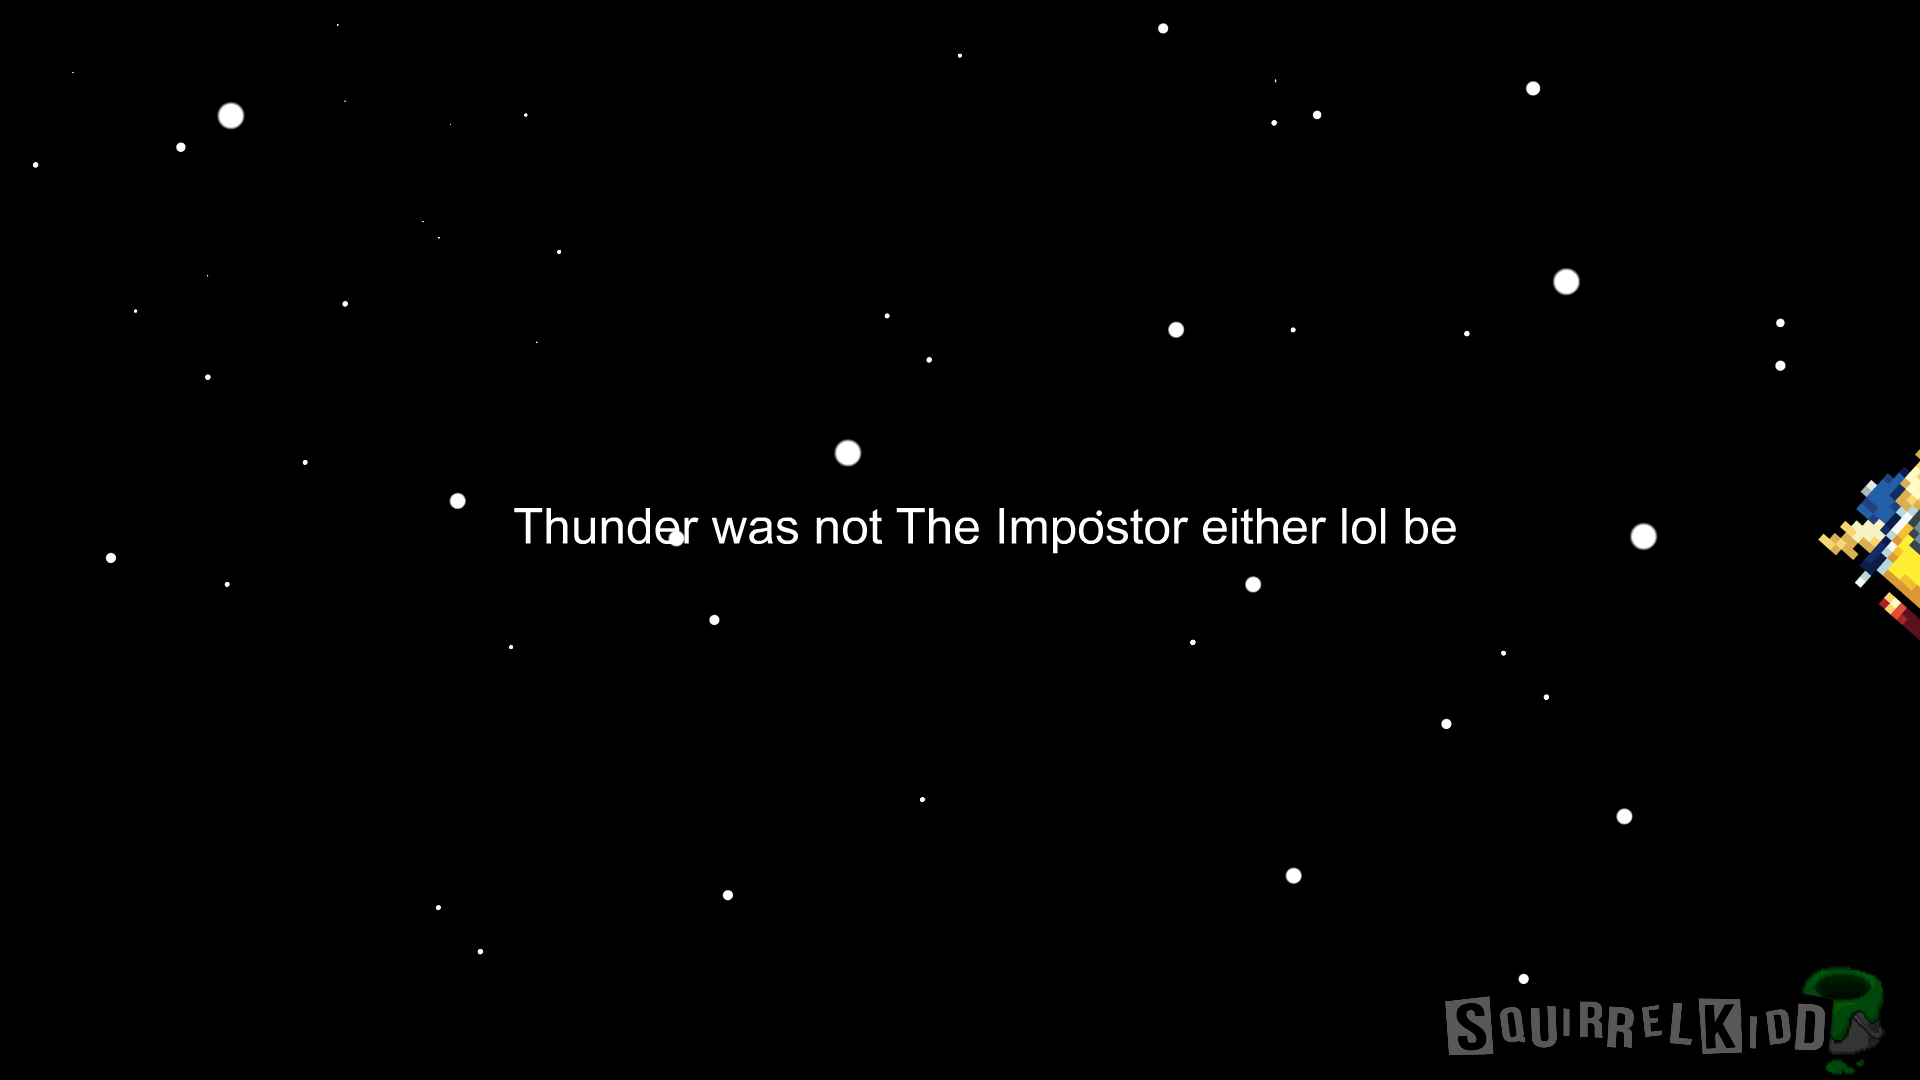 Thunder was not The Impostor either lol be
SQUIRRELKIDD